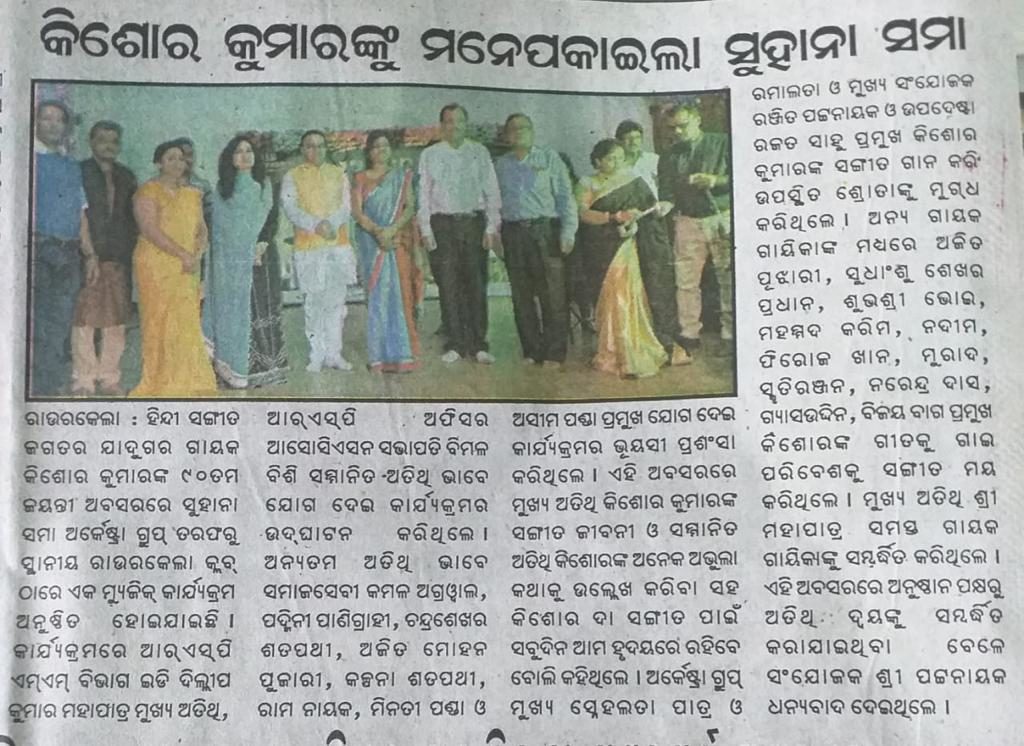 କିଶୋର କୁମାରଙ୍କୁ ମନେପକାଇଲା ସୁହାନା ସମା
ରାଉରକେଲା : ହିନ୍ଦୀ ସଙ୍ଗୀତ
ଜଗତର ଯାଦୁଗର ଗାୟକ
କିଶୋର କୁମାରଙ୍କ ୯୦ତମ
ଜୟନ୍ତୀ ଅବସରରେ ସୁହାନା
ସମା ଅର୍କେଷ୍ଟ୍ରା ଗ୍ରୁପ୍ ତରଫରୁ
ସ୍ଥାନୀୟ ରାଉରକେଲା କ୍ଲବ୍
ଠାରେ ଏକ ମ୍ୟୁଜିକ୍ କାର୍ଯ୍ୟକ୍ରମ
ଅନୁଷ୍ଠିତ ହୋଇଯାଇଛି ।
କାର୍ଯ୍ୟକ୍ରମରେ ଆର୍‌ଏସ୍‌ପି
ଏମ୍‌ଏମ୍ ବିଭାଗ ଇଡି ଦିଲ୍ଲୀପ
କୁମାର ମହାପାତ୍ର ମୁଖ୍ୟ ଅତିଥି,
ଆର୍‌ଏସ୍‌ପି ଅଫିସର
ଆସୋସିଏସନ ସଭାପତି ବିମଳ
ବିଶି ସମ୍ମାନିତ ଅତିଥି ଭାବେ
ଯୋଗ ଦେଇ କାର୍ଯ୍ୟକ୍ରମର
ଉଦ୍‌ଘାଟନ କରିଥିଲେ ।
ଅନ୍ୟତମ ଅତିଥି ଭାବେ
ସମାଜସେବୀ କମଳ ଅଗ୍ରୱାଲ,
ପଦ୍ମିନୀ ପାଣିଗ୍ରାହୀ, ଚନ୍ଦ୍ରଶେଖର
ଶତପଥୀ, ଅଜିତ ମୋହନ
ପୁଜାରୀ, କଞ୍ଚନା ଶତପଥୀ,
ରାମ ନାୟକ, ମିନତୀ ପଣ୍ଡା ଓ
ଅସୀମ ପଣ୍ଡା ପ୍ରମୁଖ ଯୋଗ ଦେଇ
କାର୍ଯ୍ୟକ୍ରମର ଭୂୟସୀ ପ୍ରଶଂସା
କରିଥିଲେ । ଏହି ଅବସରରେ
ମୁଖ୍ୟ ଅତିଥି କିଶୋର କୁମାରଙ୍କ
ସଙ୍ଗୀତ ଜୀବନୀ ଓ ସମ୍ମାନିତ
ଅତିଥି କିଶୋରଙ୍କ ଅନେକ ଅଭୁଲା
କଥାକୁ ଉଲ୍ଲେଖ କରିବା ସହ
କିଶୋର ଦା ସଙ୍ଗୀତ ପାଇଁ
ସବୁଦିନ ଆମ ହୃଦୟରେ ରହିବେ
ବୋଲି କହିଥିଲେ । ଅର୍କେଷ୍ଟ୍ରା ଗ୍ରୁପ୍
ମୁଖ୍ୟ ସ୍ନେହଲତା ପାତ୍ର ଓ
ରମାଲତା ଓ ମୁଖ୍ୟ ସଂଯୋଜକ
ରଞ୍ଜିତ ପଟ୍ଟନାୟକ ଓ ଉପଦେଷ୍ଟା
ରଜତ ସାହୁ ପ୍ରମୁଖ କିଶୋର
କୁମାରଙ୍କ ସଙ୍ଗୀତ ଗାନ କରି
ଉପସ୍ଥିତ ଶ୍ରୋତାଙ୍କୁ ମୁଗ୍‌ଧ
କରିଥିଲେ । ଅନ୍ୟ ଗାୟକ
ଗାୟିକାଙ୍କ ମଧ୍ୟରେ ଅଜିତ
ପୂଝାରୀ, ସୁଧାଂଶୁ ଶେଖର
ପ୍ରଧାନ, ଶୁଭଶ୍ରୀ ଭୋଇ,
ମହମ୍ମଦ କରିମ, ନଦୀମ,
ଫିରୋଜ ଖାନ, ମୁରାଦ,
ସ୍ମୃତିରଞ୍ଜନ, ନରେନ୍ଦ୍ର ଦାସ,
ଗ୍ୟାସଉଦ୍ଦିନ, ବିଜୟ ବାଗ ପ୍ରମୁଖ
କିଶୋରଙ୍କ ଗୀତକୁ ଗାଇ
ପରିବେଶକୁ ସଙ୍ଗୀତ ମୟ
କରିଥିଲେ । ମୁଖ୍ୟ ଅତିଥି ଶ୍ରୀ
ମହାପାତ୍ର ସମସ୍ତ ଗାୟକ
ଗାୟିକାଙ୍କୁ ସମ୍ବର୍ଦ୍ଧିତ କରିଥିଲେ ।
ଏହି ଅବସରରେ ଅନୁଷ୍ଠାନ ପକ୍ଷରୁ
ଅତିଥି ଦ୍ୱୟଙ୍କୁ ସମ୍ବର୍ଦ୍ଧିତ
କରାଯାଇଥିବା ବେଳେ
ସଂଯୋଜକ ଶ୍ରୀ ପଟ୍ଟନାୟକ
ଧନ୍ୟବାଦ ଦେଇଥିଲେ ।